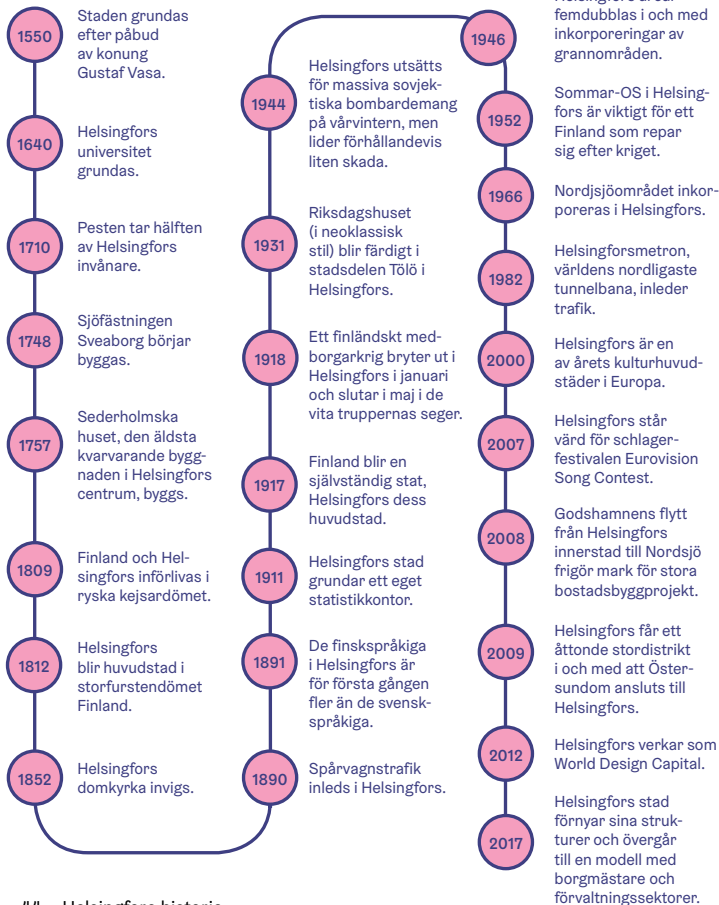 1550
Staden grundas
efter påbud
av konung
Gustaf Vasa.
1640
Helsingfors
universitet
grundas.
1710
Pesten tar hälften
av Helsingfors
invånare.
1748
Sjöfästningen
Sveaborg börjar
byggas.
1757
Sederholmska
huset, den äldsta
kvarvarande bygg-
naden i Helsingfors
centrum, byggs.
1809
Finland och Hel-
singfors införlivas i
ryska kejsardömet.
1812
Helsingfors
blir huvudstad i
storfurstendömet
Finland.
1852
Helsingfors
domkyrka invigs.
1890
Spårvagnstrafik
inleds i Helsingfors.
1891
De finskspråkiga
i Helsingfors är
för första gången
fler än de svensk-
språkiga.
1911
Helsingfors stad
grundar ett eget
statistikkontor.
1917
Finland blir en
självständig stat,
Helsingfors dess
huvudstad.
1918
Ett finländskt med-
borgarkrig bryter ut i
Helsingfors i januari
och slutar i maj i de
vita truppernas seger.
1931
Riksdagshuset
(i neoklassisk
stil) blir färdigt i
stadsdelen Tölö i
Helsingfors.
1944
Helsingfors utsätts
för massiva sovjek-
tiska bombardemang
på vårvintern, men
lider förhållandevis
liten skada.
1946
Helsingfors areal
femdubblas i och med
inkorporeringar av
grannområden.
1952
Sommar-OS i Helsing-
fors är viktigt för ett
Finland som repar
sig efter kriget.
1966
Nordjsjöområdet inkor-
poreras i Helsingfors.
1982
Helsingforsmetron,
världens nordligaste
tunnelbana, inleder
trafik.
2000
Helsingfors är en
av årets kulturhuvud-
städer i Europa.
2007
Helsingfors står
värd för schlager-
festivalen Eurovision
Song Contest.
2008
Godshamnens flytt
från Helsingfors
innerstad till Nordsjö
frigör mark för stora
bostadsbyggprojekt.
2009
Helsingfors får ett
åttonde stordistrikt
i och med att Öster-
sundom ansluts till
Helsingfors.
2012
Helsingfors verkar som
World Design Capital.
2017
Helsingfors stad
förnyar sina struk-
turer och övergår
till en modell med
borgmästare och
förvaltningssektorer.
Helsingfors historia